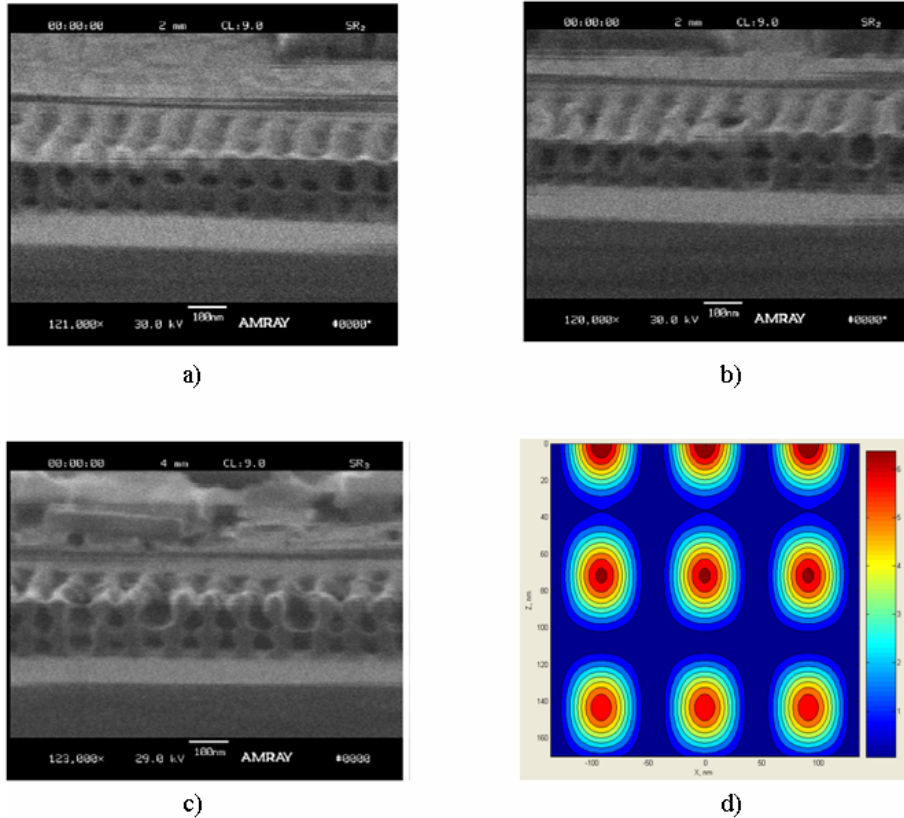 00:00:00 2 mm CL:9.0 SR₂
100nm
121,000× 30.0 kV AMRAY #0000*
a)
00:00:00 2 mm CL:9.0 SR₂
100nm
120,000× 30.0 kV AMRAY #0000*
b)
00:00:00 4 mm CL:9.0 SR₃
100nm
123,000× 29.0 kV AMRAY #0000
c)
0
20
40
60
80
100
120
140
160
Z, nm
-100 -50 0 50 100
X, nm
6
5
4
3
2
1
d)